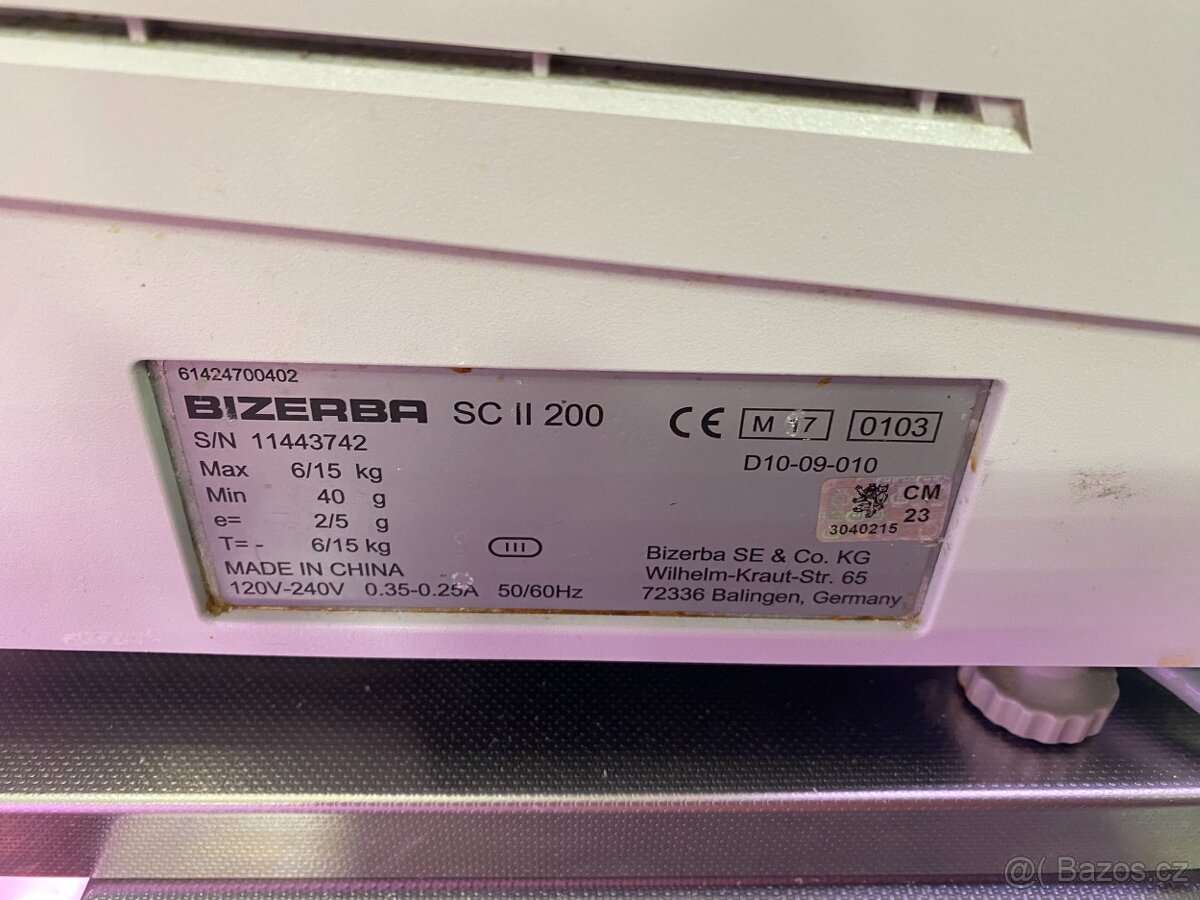 61424700402
BIZERBA SC II 200
S/N 11443742
Max 6/15 kg
Min 40 g
e= 2/5 g
T= - 6/15 kg
MADE IN CHINA
120V-240V 0.35-0.25A 50/60Hz
III
CE M 17 0103
D10-09-010
CM
23
3040215
Bizerba SE & Co. KG
Wilhelm-Kraut-Str. 65
72336 Balingen, Germany
@( Bazos.cz